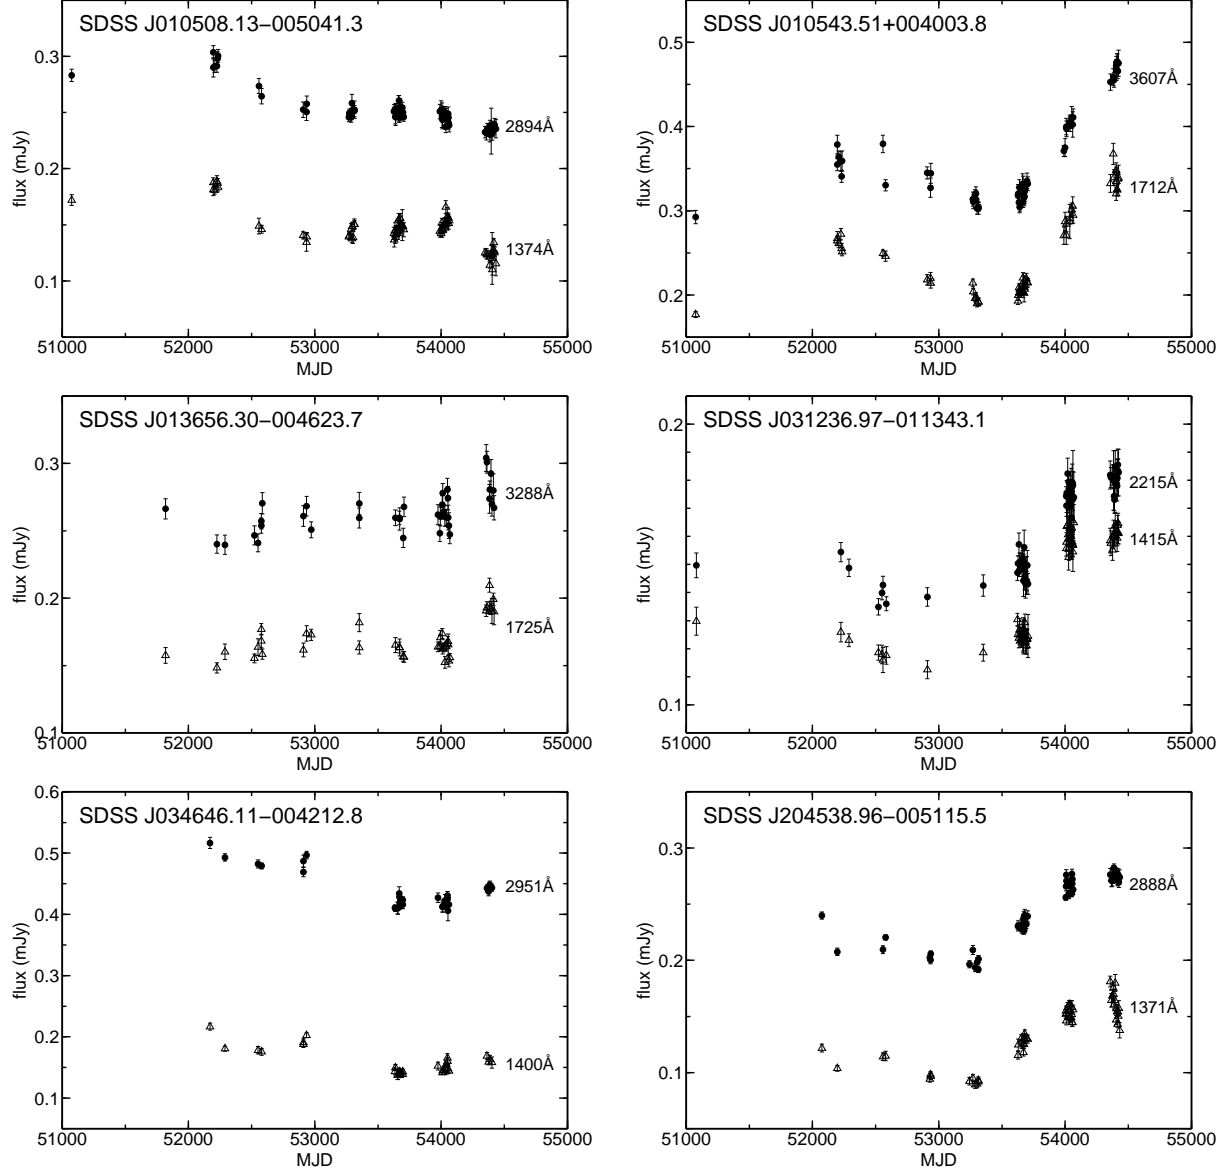 SDSS J010508.13−005041.3
0.3
0.2
0.1
flux (mJy)
2894Å
1374Å
51000 52000 53000 54000 55000
MJD
SDSS J010543.51+004003.8
0.5
0.4
0.3
0.2
flux (mJy)
3607Å
1712Å
51000 52000 53000 54000 55000
MJD
SDSS J013656.30−004623.7
0.3
0.2
0.1
flux (mJy)
3288Å
1725Å
51000 52000 53000 54000 55000
MJD
SDSS J031236.97−011343.1
0.2
0.1
flux (mJy)
2215Å
1415Å
51000 52000 53000 54000 55000
MJD
SDSS J034646.11−004212.8
0.6
0.5
0.4
0.3
0.2
0.1
flux (mJy)
2951Å
1400Å
51000 52000 53000 54000 55000
MJD
SDSS J204538.96−005115.5
0.3
0.2
0.1
flux (mJy)
2888Å
1371Å
51000 52000 53000 54000 55000
MJD